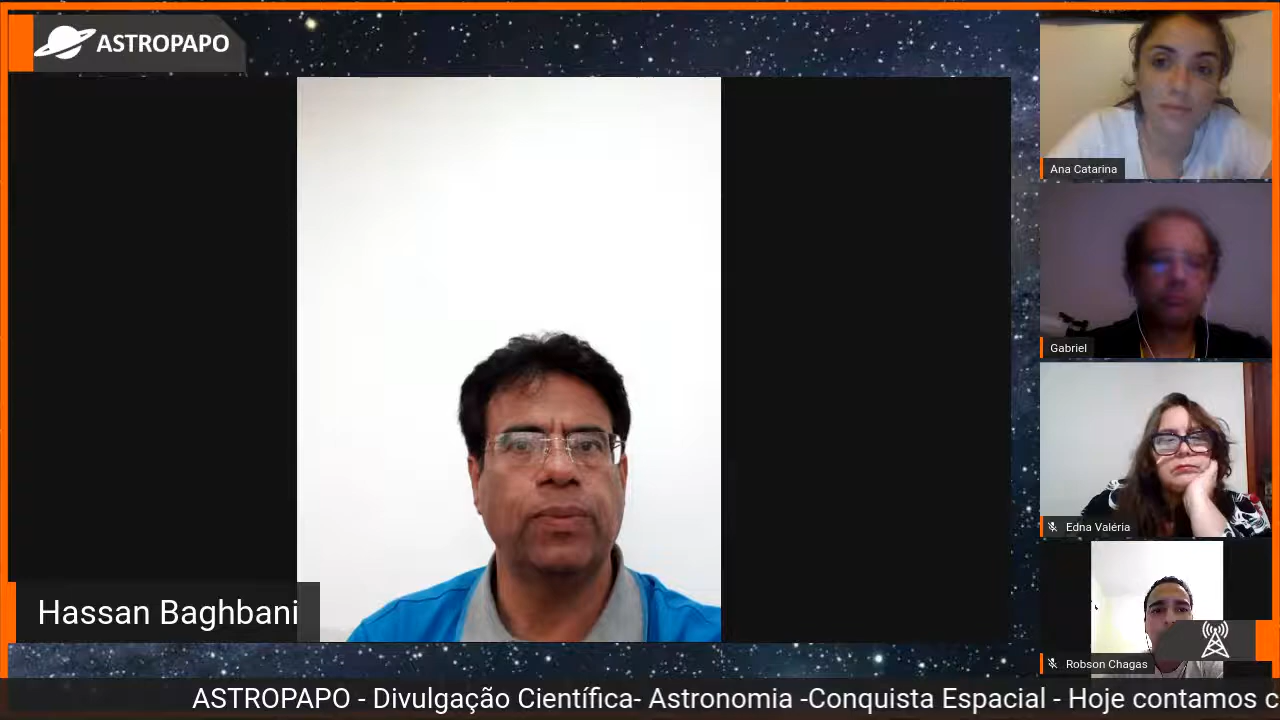 ASTROPAPO
Ana Catarina
Gabriel
Edna Valéria
Hassan Baghbani
Robson Chagas
ASTROPAPO - Divulgação Científica- Astronomia -Conquista Espacial - Hoje contamos c